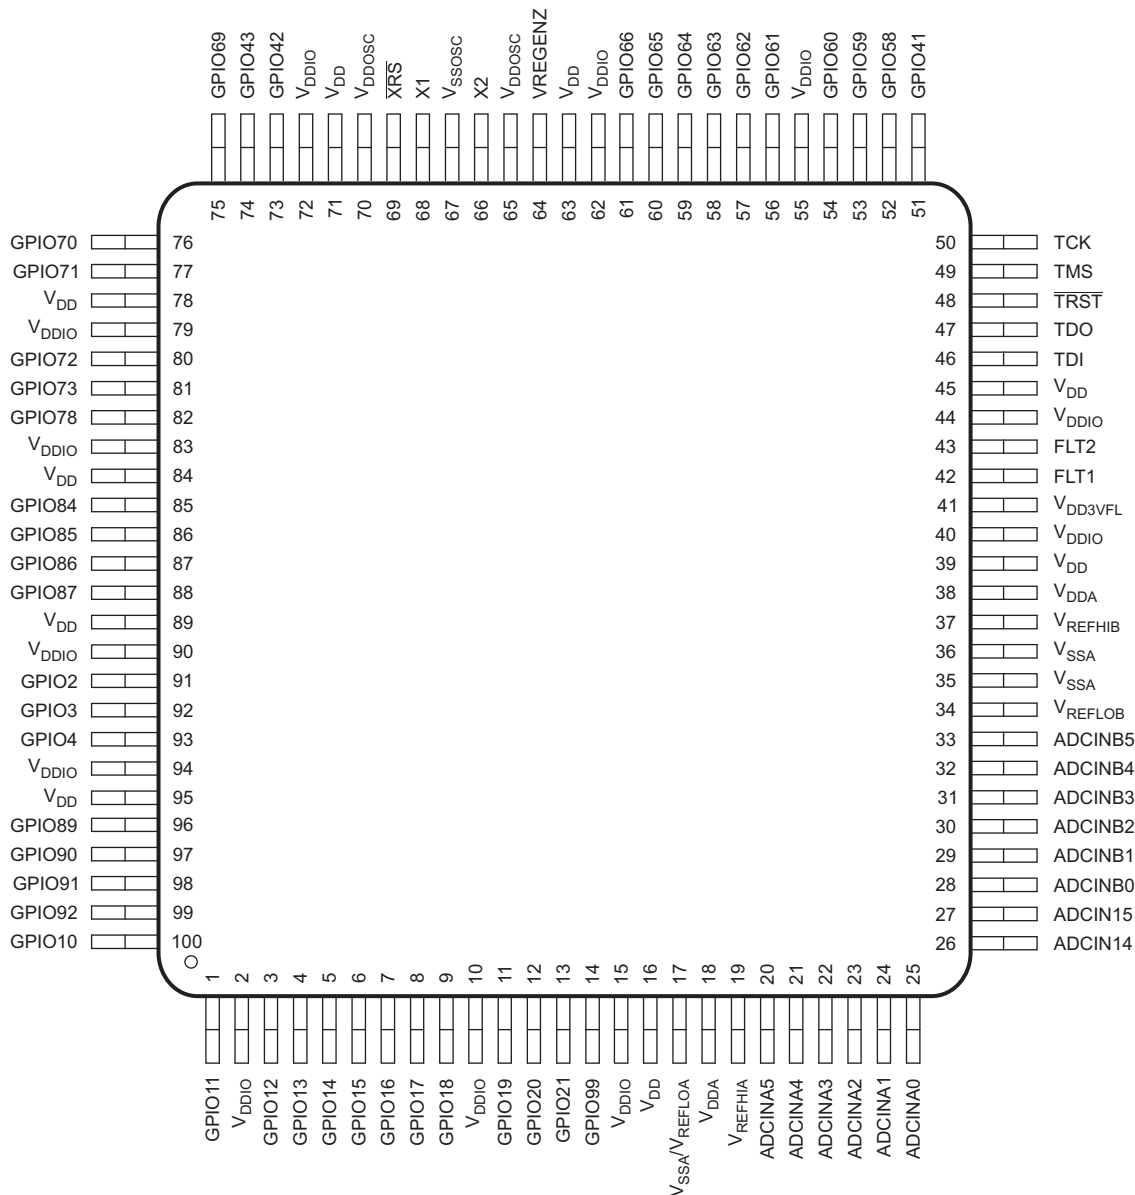 GPIO69
GPIO43
GPIO42
VDDIO
VDD
VDDOSC
XRS
X1
VSSOSC
X2
VDDOSC
VREGENZ
VDD
VDDIO
GPIO66
GPIO65
GPIO64
GPIO63
GPIO62
GPIO61
VDDIO
GPIO60
GPIO59
GPIO58
GPIO41
75 74 73 72 71 70 69 68 67 66 65 64 63 62 61 60 59 58 57 56 55 54 53 52 51
GPIO70 76 50 TCK
GPIO71 77 49 TMS
VDD 78 48 TRST
VDDIO 79 47 TDO
GPIO72 80 46 TDI
GPIO73 81 45 VDD
GPIO78 82 44 VDDIO
VDDIO 83 43 FLT2
VDD 84 42 FLT1
GPIO84 85 41 VDD3VFL
GPIO85 86 40 VDDIO
GPIO86 87 39 VDD
GPIO87 88 38 VDDA
VDD 89 37 VREFHIB
VDDIO 90 36 VSSA
GPIO2 91 35 VSSA
GPIO3 92 34 VREFLOB
GPIO4 93 33 ADCINB5
VDDIO 94 32 ADCINB4
VDD 95 31 ADCINB3
GPIO89 96 30 ADCINB2
GPIO90 97 29 ADCINB1
GPIO91 98 28 ADCINB0
GPIO92 99 27 ADCIN15
GPIO10 100 26 ADCIN14
1 2 3 4 5 6 7 8 9 10 11 12 13 14 15 16 17 18 19 20 21 22 23 24 25
GPIO11
VDDIO
GPIO12
GPIO13
GPIO14
GPIO15
GPIO16
GPIO17
GPIO18
VDDIO
GPIO19
GPIO20
GPIO21
GPIO99
VDDIO
VDD
VSSA/VREFLOA
VDDA
VREFHIA
ADCINA5
ADCINA4
ADCINA3
ADCINA2
ADCINA1
ADCINA0